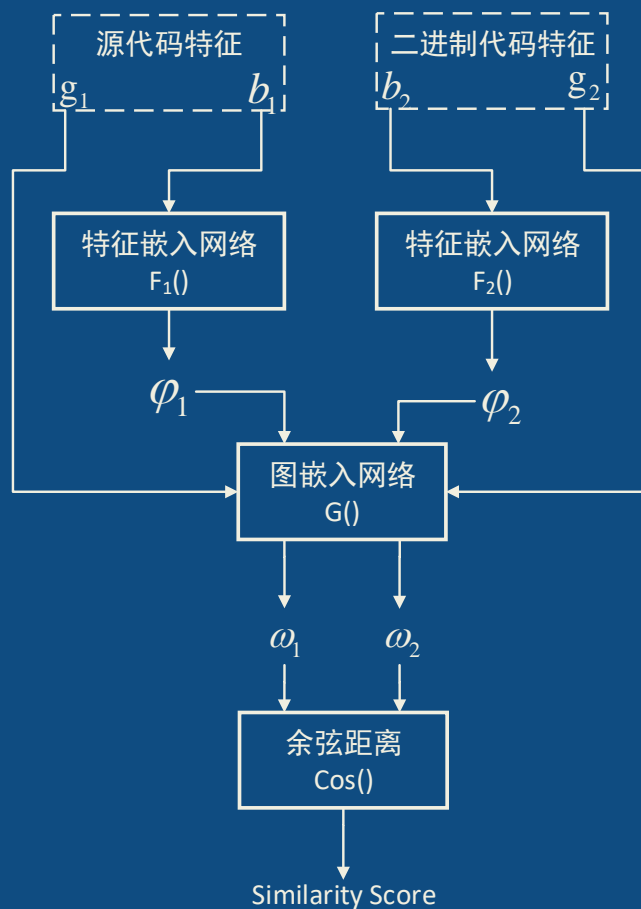 源代码特征
g₁ b₁
二进制代码特征
b₂ g₂
特征嵌入网络
F₁()
特征嵌入网络
F₂()
φ₁
φ₂
图嵌入网络
G()
ω₁
ω₂
余弦距离
Cos()
Similarity Score